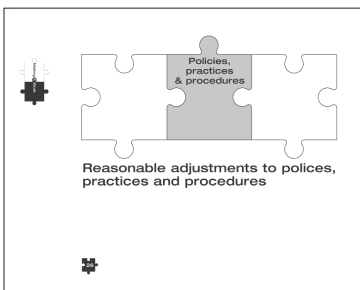 Policies,
practices
& procedures
Reasonable adjustments to polices,
practices and procedures